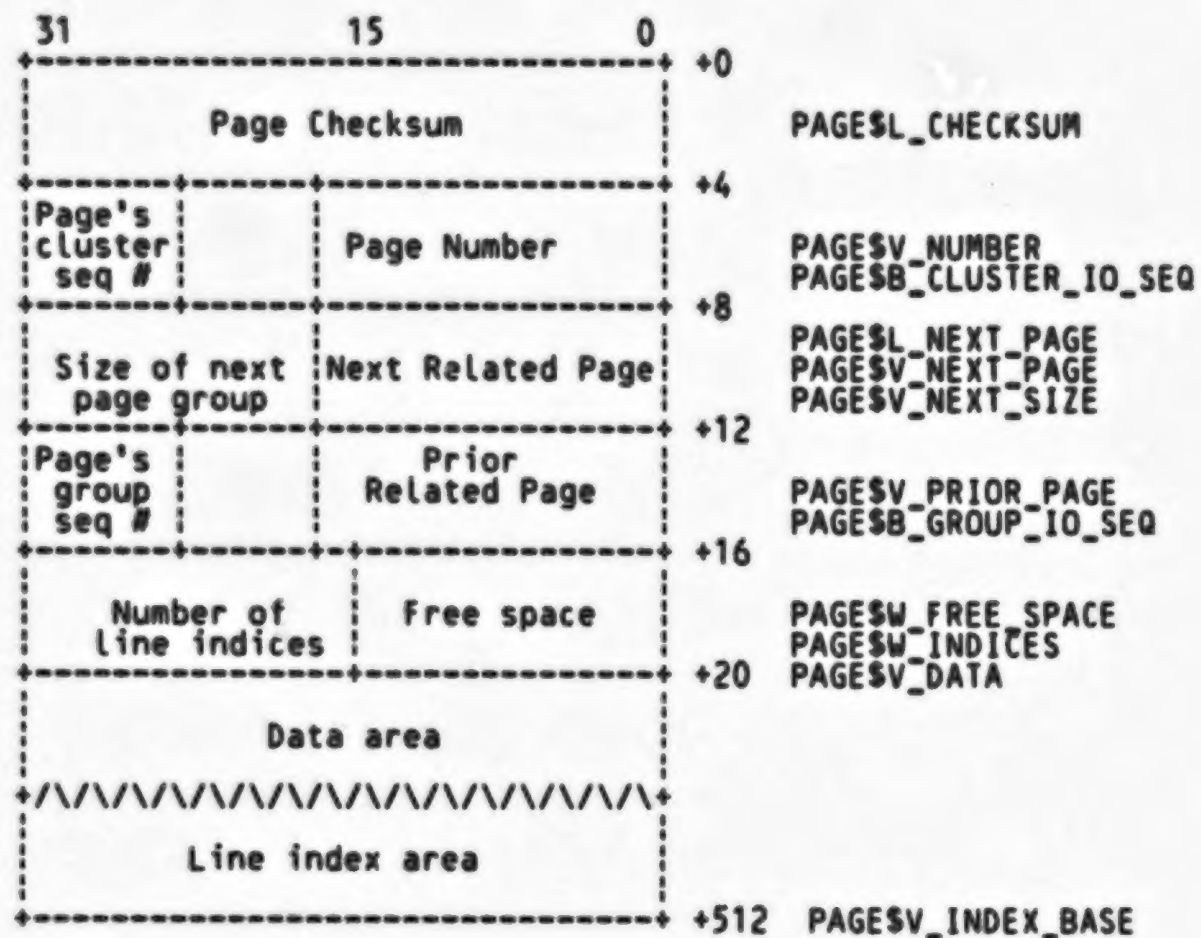 31 15 0
+0
Page Checksum PAGE$L_CHECKSUM
+4
Page's
cluster Page Number PAGE$V_NUMBER
seq # PAGE$B_CLUSTER_IO_SEQ
+8
PAGE$L_NEXT_PAGE
Size of next Next Related Page PAGE$V_NEXT_PAGE
page group PAGE$V_NEXT_SIZE
+12
Page's Prior
group Related Page PAGE$V_PRIOR_PAGE
seq # PAGE$B_GROUP_IO_SEQ
+16
Number of Free space PAGE$W_FREE_SPACE
line indices PAGE$W_INDICES
+20 PAGE$V_DATA
Data area
Line index area
+512 PAGE$V_INDEX_BASE